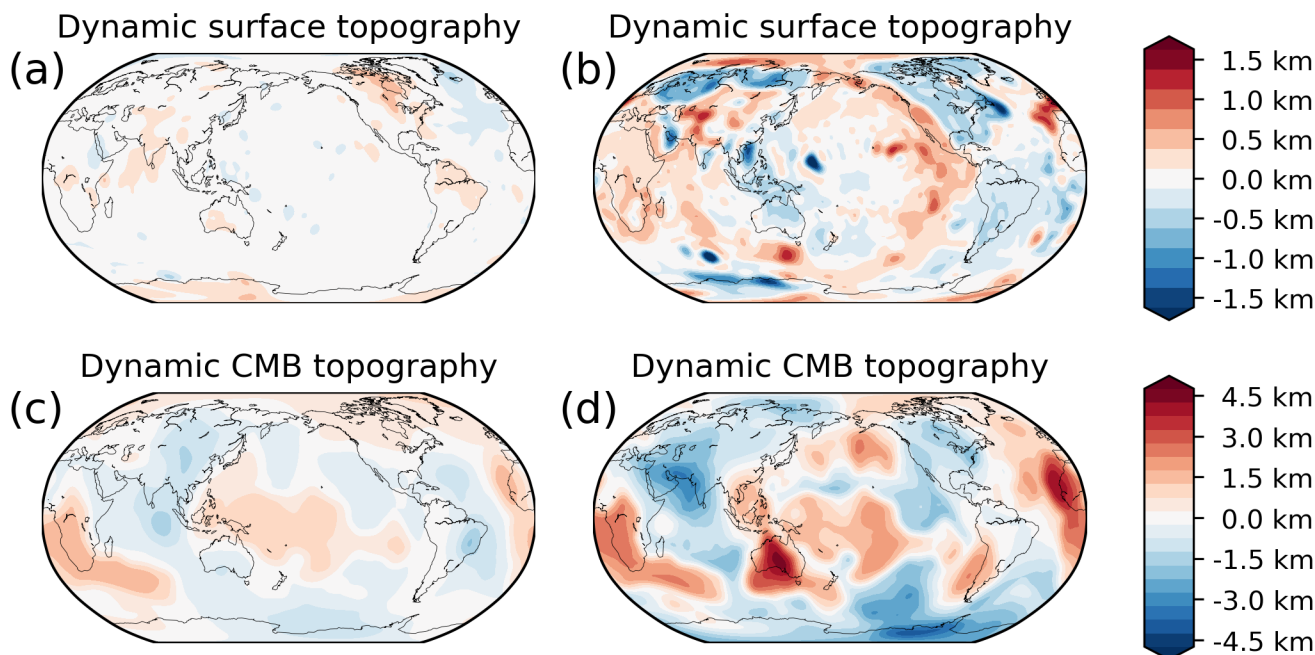 Dynamic surface topography
(a)
Dynamic surface topography
(b)
1.5 km
1.0 km
0.5 km
0.0 km
-0.5 km
-1.0 km
-1.5 km
Dynamic CMB topography
(c)
Dynamic CMB topography
(d)
4.5 km
3.0 km
1.5 km
0.0 km
-1.5 km
-3.0 km
-4.5 km